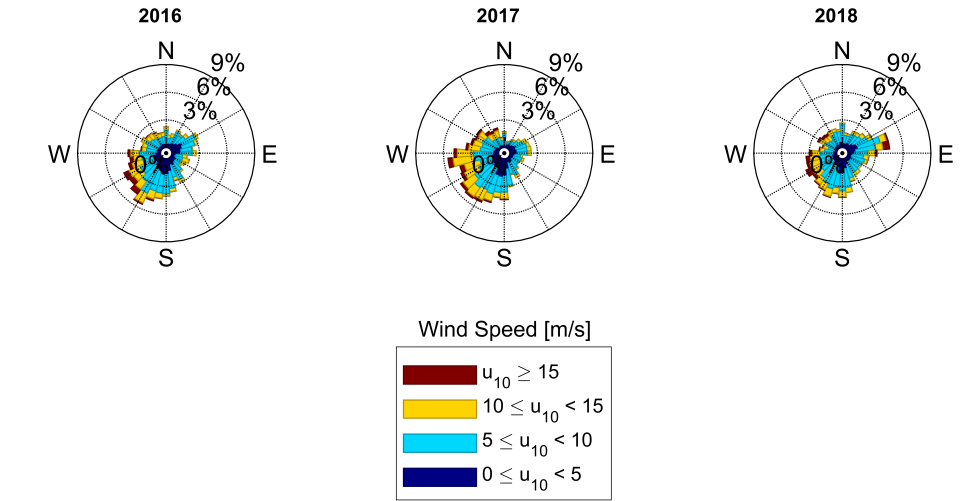 2016 2017 2018
N N N
9% 9% 9%
6% 6% 6%
3% 3% 3%
W 0% E W 0% E W 0% E
S S S
Wind Speed [m/s]
u10 ≥ 15
10 ≤ u10 < 15
5 ≤ u10 < 10
0 ≤ u10 < 5